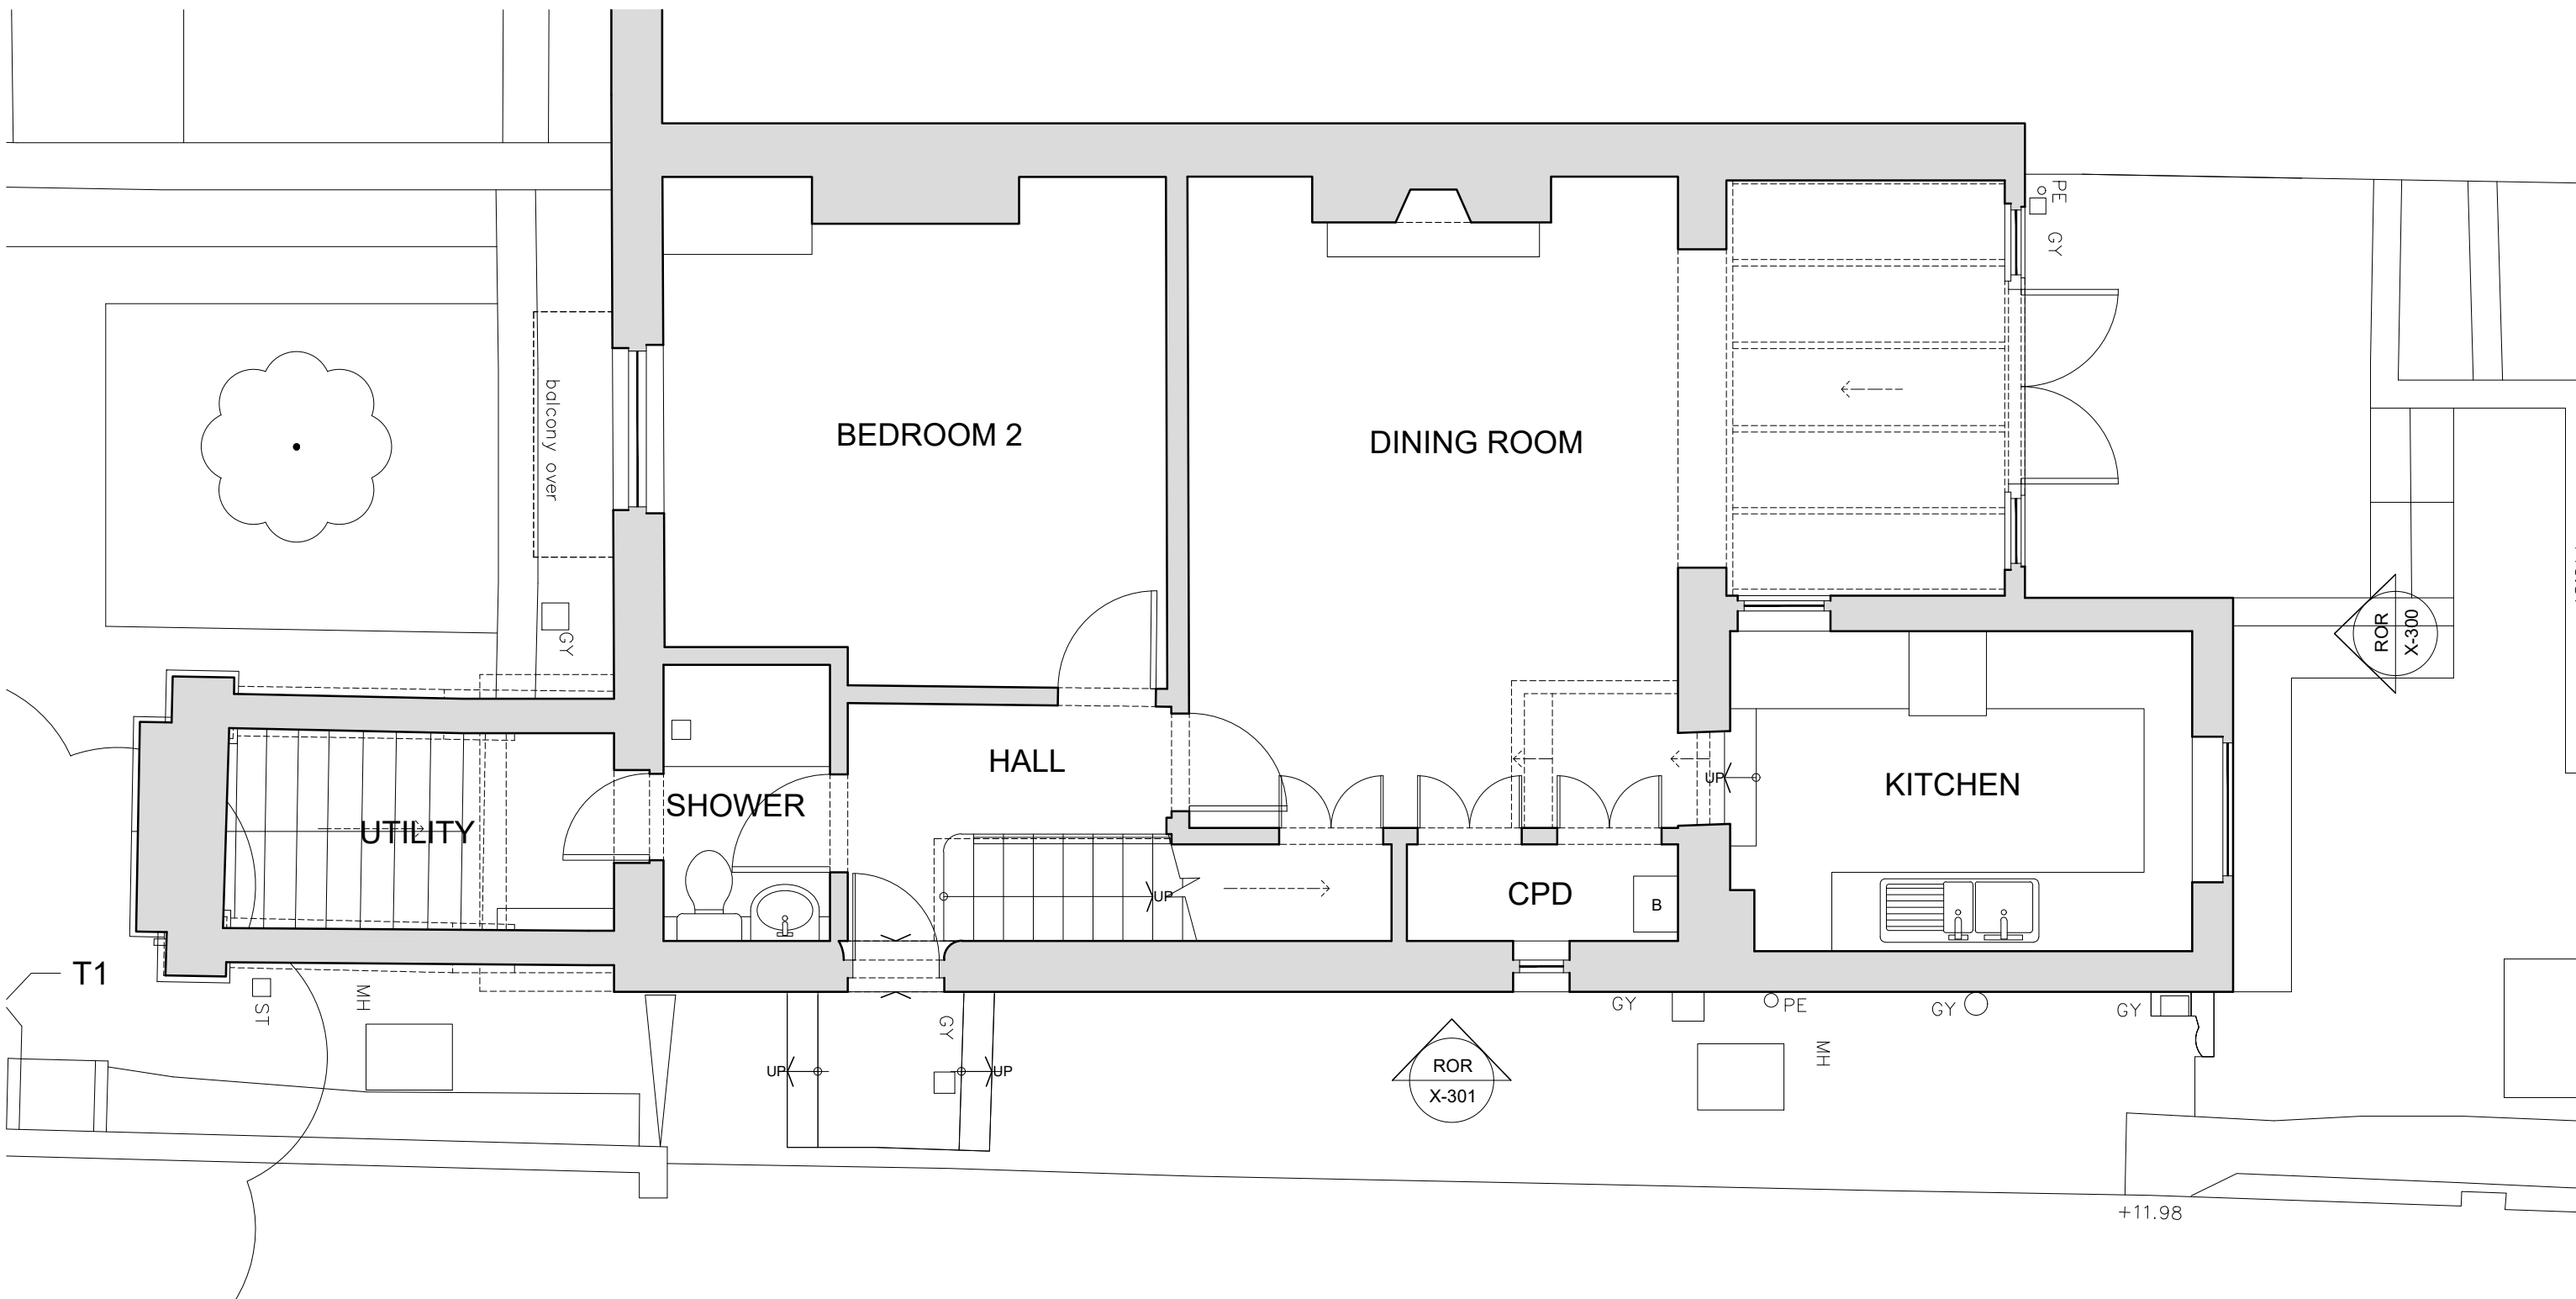 PE
GY
balcony over
BEDROOM 2
DINING ROOM
GY
ROR
X-300
HALL
UP
KITCHEN
SHOWER
UTILITY
UP
CPD
B
T1
ST
MH
GY
GY
PE
GY
GY
MH
UP
UP
ROR
X-301
+11.98